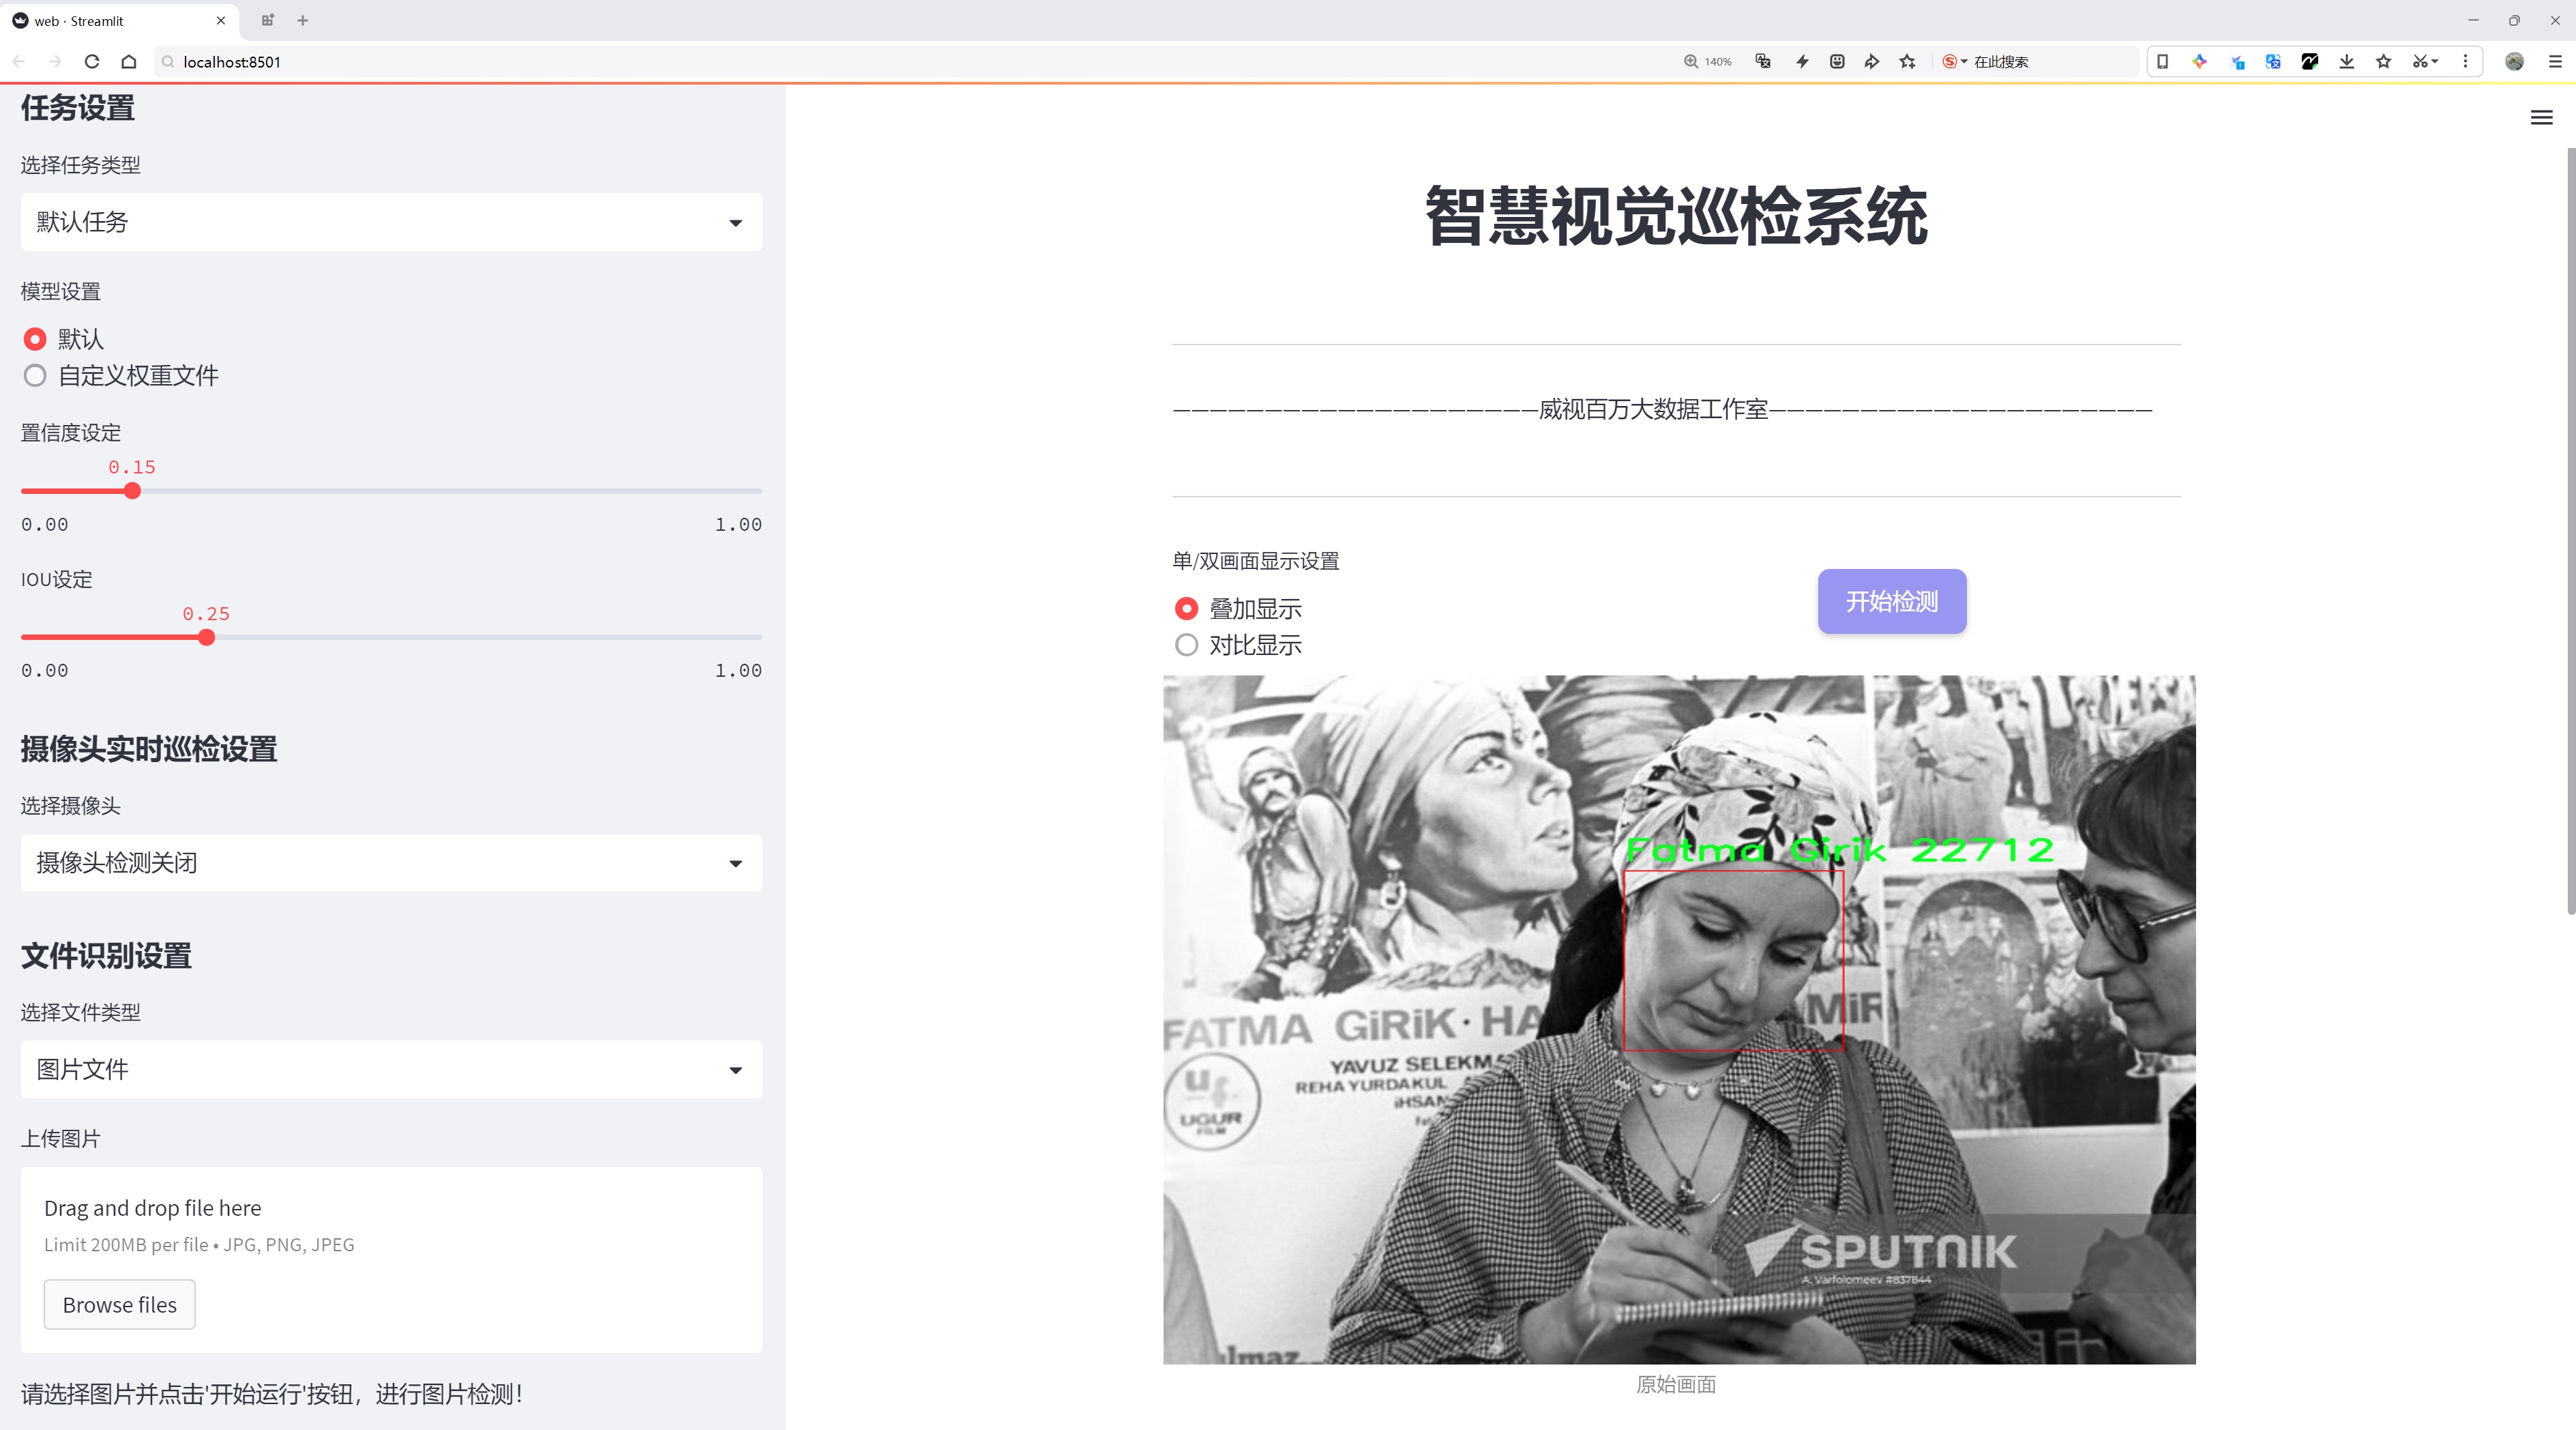 web · Streamlit
localhost:8501
140%
在此搜索
任务设置
选择任务类型
默认任务
模型设置
默认
自定义权重文件
置信度设定
0.15
0.00
1.00
IOU设定
0.25
0.00
1.00
摄像头实时巡检设置
选择摄像头
摄像头检测关闭
文件识别设置
选择文件类型
图片文件
上传图片
Drag and drop file here
Limit 200MB per file • JPG, PNG, JPEG
Browse files
请选择图片并点击'开始运行'按钮，进行图片检测！
智慧视觉巡检系统
————————————————————威视百万大数据工作室—————————————————————
单/双画面显示设置
叠加显示
对比显示
开始检测
Fatma Girik 22712
FATMA GiRiK · HA
MiR
YAVUZ SELEKM
REHA YURDAKUL
iHSAN
uf.
UGUR
FILM
SPUTNIK
A. Varfolomeev #837844
lmaz
原始画面